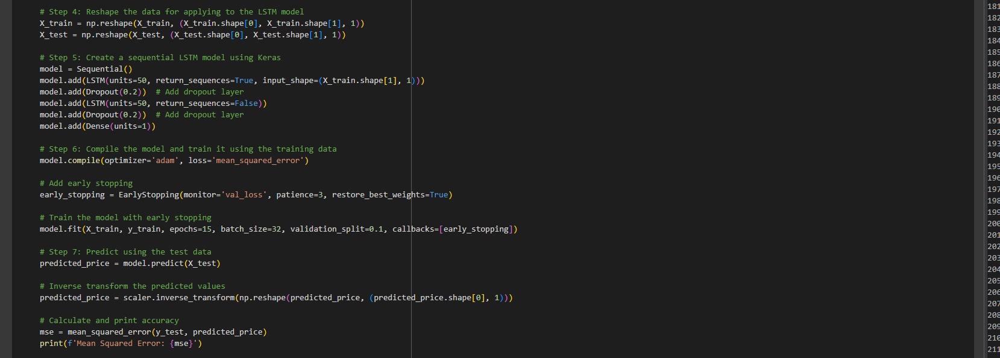 # Step 4: Reshape the data for applying to the LSTM model
X_train = np.reshape(X_train, (X_train.shape[0], X_train.shape[1], 1))
X_test = np.reshape(X_test, (X_test.shape[0], X_test.shape[1], 1))
# Step 5: Create a sequential LSTM model using Keras
model = Sequential()
model.add(LSTM(units=50, return_sequences=True, input_shape=(X_train.shape[1], 1)))
model.add(Dropout(0.2))  # Add dropout layer
model.add(LSTM(units=50, return_sequences=False))
model.add(Dropout(0.2))  # Add dropout layer
model.add(Dense(units=1))
# Step 6: Compile the model and train it using the training data
model.compile(optimizer='adam', loss='mean_squared_error')
# Add early stopping
early_stopping = EarlyStopping(monitor='val_loss', patience=3, restore_best_weights=True)
# Train the model with early stopping
model.fit(X_train, y_train, epochs=15, batch_size=32, validation_split=0.1, callbacks=[early_stopping])
# Step 7: Predict using the test data
predicted_price = model.predict(X_test)
# Inverse transform the predicted values
predicted_price = scaler.inverse_transform(np.reshape(predicted_price, (predicted_price.shape[0], 1)))
# Calculate and print accuracy
mse = mean_squared_error(y_test, predicted_price)
print(f'Mean Squared Error: {mse}')
181
182
183
184
185
186
187
188
189
190
191
192
193
194
195
196
197
198
199
200
201
202
203
204
205
206
207
208
209
210
211